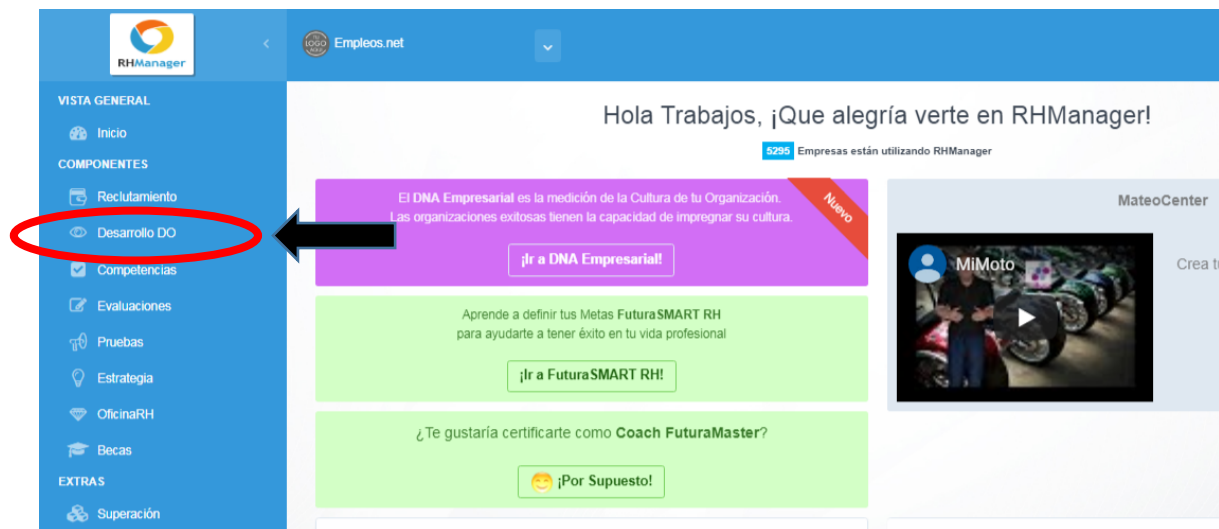 RHManager
TU LOGO AQUÍ
Empleos.net
VISTA GENERAL
Inicio
COMPONENTES
Reclutamiento
Desarrollo DO
Competencias
Evaluaciones
Pruebas
Estrategia
OficinaRH
Becas
EXTRAS
Superación
Hola Trabajos, ¡Que alegría verte en RHManager!
5295 Empresas están utilizando RHManager
El DNA Empresarial es la medición de la Cultura de tu Organización.
Las organizaciones exitosas tienen la capacidad de impregnar su cultura.
Nuevo
¡Ir a DNA Empresarial!
Aprende a definir tus Metas FuturaSMART RH
para ayudarte a tener éxito en tu vida profesional
¡Ir a FuturaSMART RH!
¿Te gustaría certificarte como Coach FuturaMaster?
¡Por Supuesto!
MateoCenter
MiMoto
Crea t